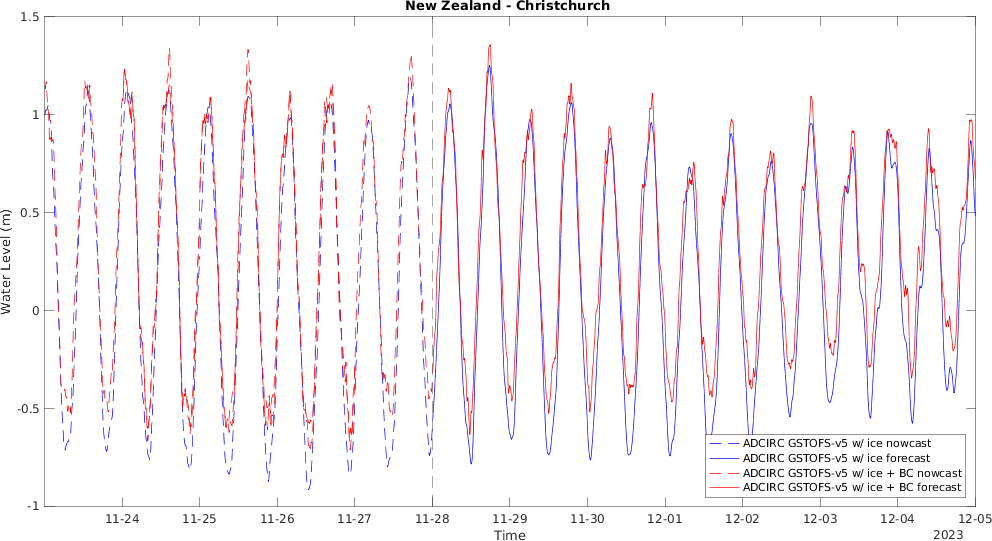 New Zealand - Christchurch
Water Level (m)
1.5
1
0.5
0
-0.5
-1
ADCIRC GSTOFS-v5 w/ ice nowcast
ADCIRC GSTOFS-v5 w/ ice forecast
ADCIRC GSTOFS-v5 w/ ice + BC nowcast
ADCIRC GSTOFS-v5 w/ ice + BC forecast
11-24 11-25 11-26 11-27 11-28 11-29 11-30 12-01 12-02 12-03 12-04 12-05
Time
2023